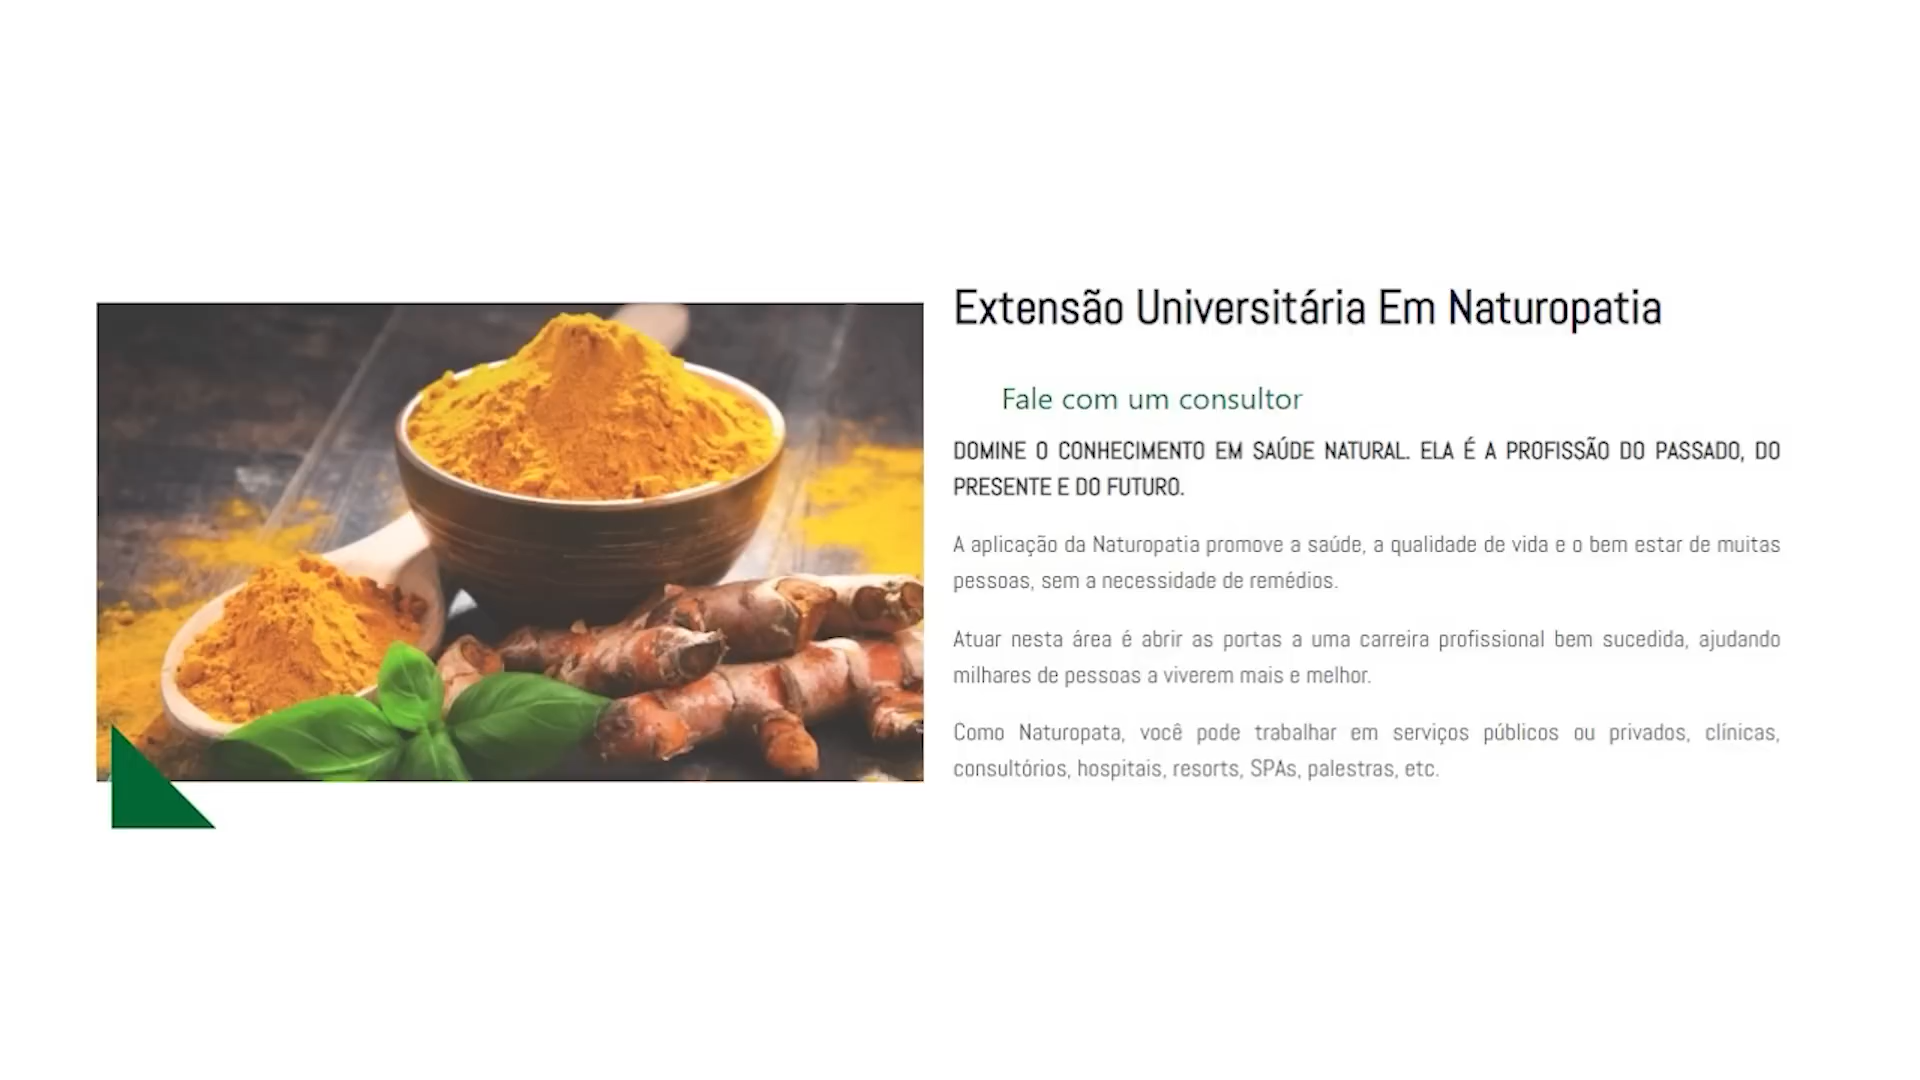 Extensão Universitária Em Naturopatia
Fale com um consultor
DOMINE O CONHECIMENTO EM SAÚDE NATURAL. ELA É A PROFISSÃO DO PASSADO, DO
PRESENTE E DO FUTURO.
A aplicação da Naturopatia promove a saúde, a qualidade de vida e o bem estar de muitas
pessoas, sem a necessidade de remédios.
Atuar nesta área é abrir as portas a uma carreira profissional bem sucedida, ajudando
milhares de pessoas a viverem mais e melhor.
Como Naturopata, você pode trabalhar em serviços públicos ou privados, clínicas,
consultórios, hospitais, resorts, SPAs, palestras, etc.